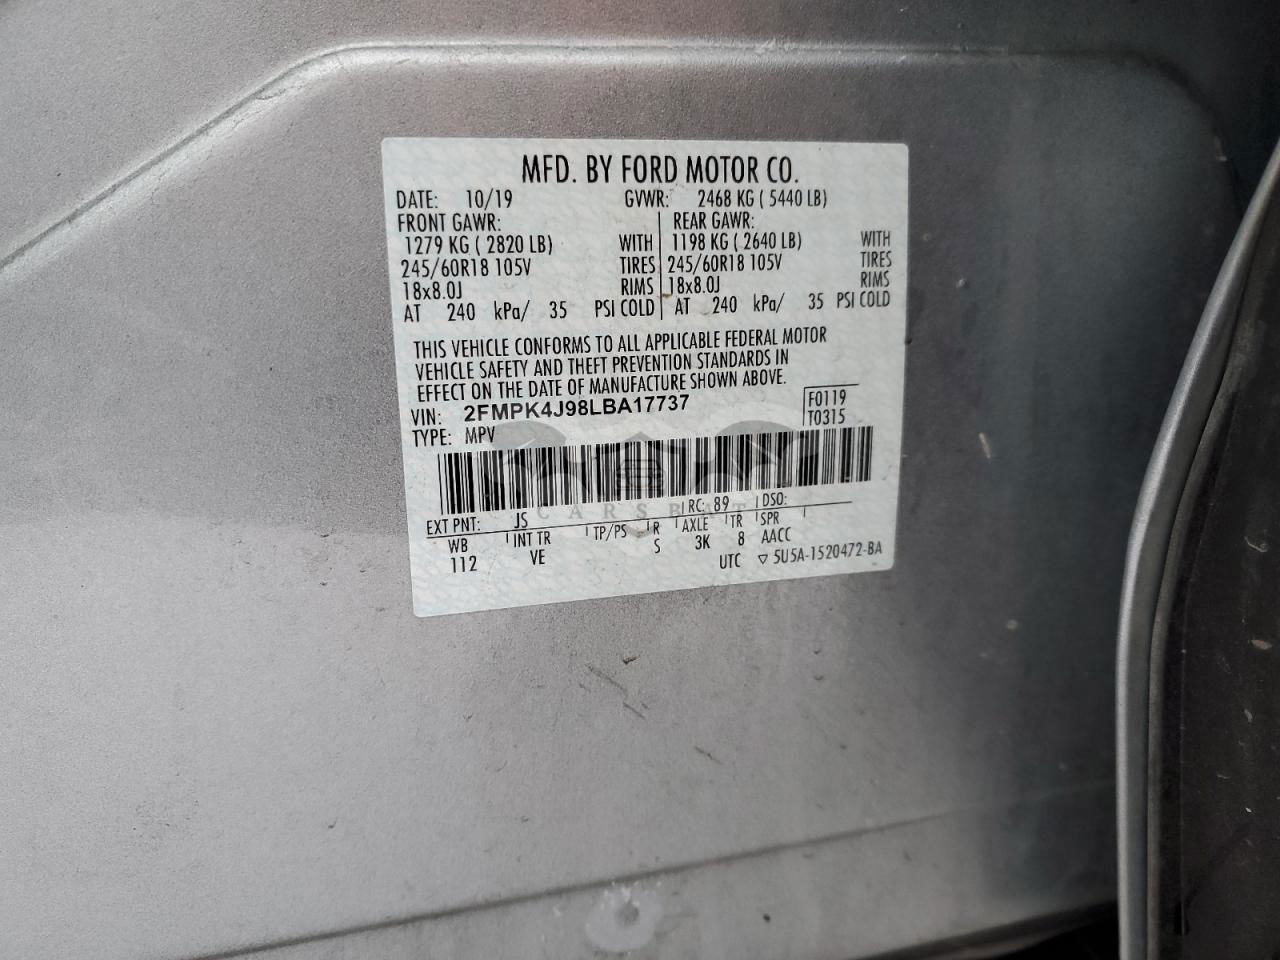 MFD. BY FORD MOTOR CO.
DATE: 10/19 GVWR: 2468 KG ( 5440 LB)
FRONT GAWR: REAR GAWR:
1279 KG ( 2820 LB) WITH 1198 KG ( 2640 LB) WITH
245/60R18 105V TIRES 245/60R18 105V TIRES
18x8.0J RIMS 18x8.0J RIMS
AT 240 kPa/ 35 PSI COLD AT 240 kPa/ 35 PSI COLD
THIS VEHICLE CONFORMS TO ALL APPLICABLE FEDERAL MOTOR
VEHICLE SAFETY AND THEFT PREVENTION STANDARDS IN
EFFECT ON THE DATE OF MANUFACTURE SHOWN ABOVE.
VIN: 2FMPK4J98LBA17737 F0119
TYPE: MPV T0315
EXT PNT: JS RC: 89 DSO:
WB INT TR TP/PS R AXLE TR SPR
112 VE S 3K 8 AACC
UTC ▽ 5U5A-1520472-BA